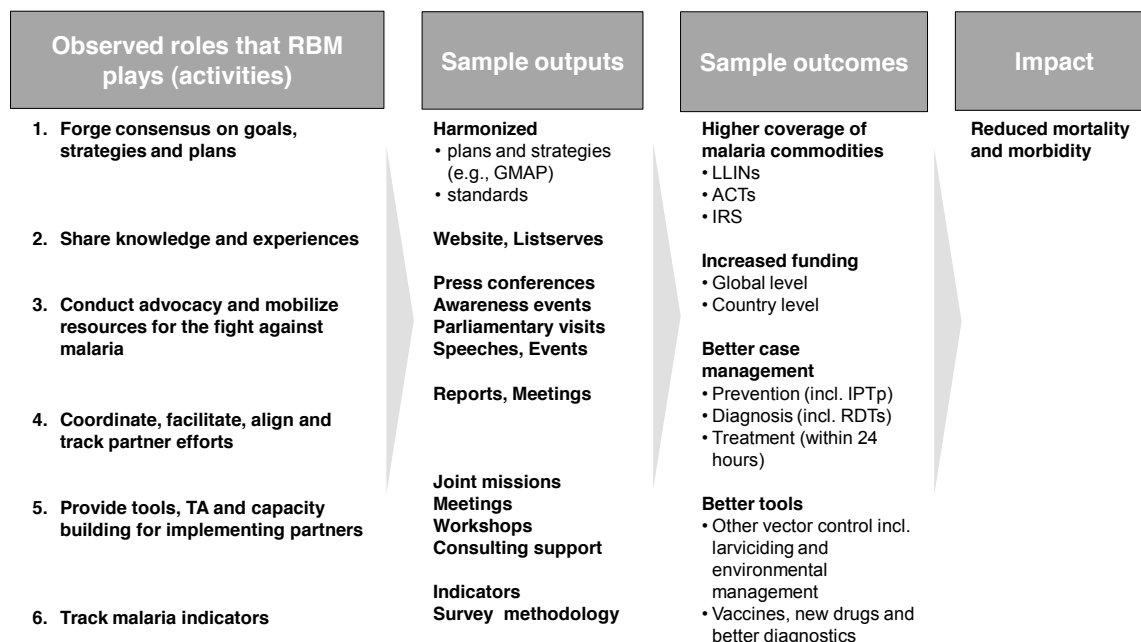 Observed roles that RBM
plays (activities)
Sample outputs
Sample outcomes
Impact
1. Forge consensus on goals,
strategies and plans
2. Share knowledge and experiences
3. Conduct advocacy and mobilize
resources for the fight against
malaria
4. Coordinate, facilitate, align and
track partner efforts
5. Provide tools, TA and capacity
building for implementing partners
6. Track malaria indicators
Harmonized
• plans and strategies
(e.g., GMAP)
• standards
Website, Listserves
Press conferences
Awareness events
Parliamentary visits
Speeches, Events
Reports, Meetings
Joint missions
Meetings
Workshops
Consulting support
Indicators
Survey methodology
Higher coverage of
malaria commodities
• LLINs
• ACTs
• IRS
Increased funding
• Global level
• Country level
Better case
management
• Prevention (incl. IPTp)
• Diagnosis (incl. RDTs)
• Treatment (within 24
hours)
Better tools
• Other vector control incl.
larviciding and
environmental
management
• Vaccines, new drugs and
better diagnostics
Reduced mortality
and morbidity